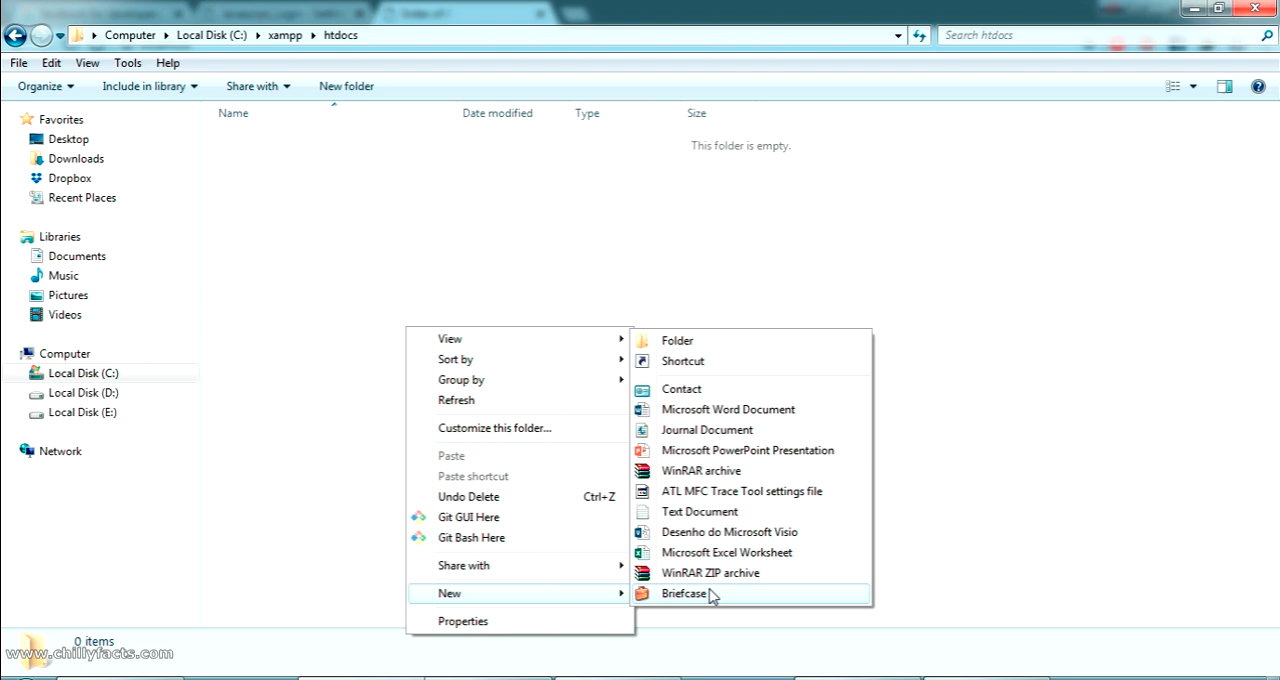 Computer Local Disk (C:) xampp htdocs
Search htdocs
File Edit View Tools Help
Organize Include in library Share with New folder
Name Date modified Type Size
This folder is empty.
Favorites
Desktop
Downloads
Dropbox
Recent Places
Libraries
Documents
Music
Pictures
Videos
Computer
Local Disk (C:)
Local Disk (D:)
Local Disk (E:)
Network
View
Sort by
Group by
Refresh
Customize this folder...
Paste
Paste shortcut
Undo Delete Ctrl+Z
Git GUI Here
Git Bash Here
Share with
New
Properties
Folder
Shortcut
Contact
Microsoft Word Document
Journal Document
Microsoft PowerPoint Presentation
WinRAR archive
ATL MFC Trace Tool settings file
Text Document
Desenho do Microsoft Visio
Microsoft Excel Worksheet
WinRAR ZIP archive
Briefcase
0 items
www.chillyfacts.com